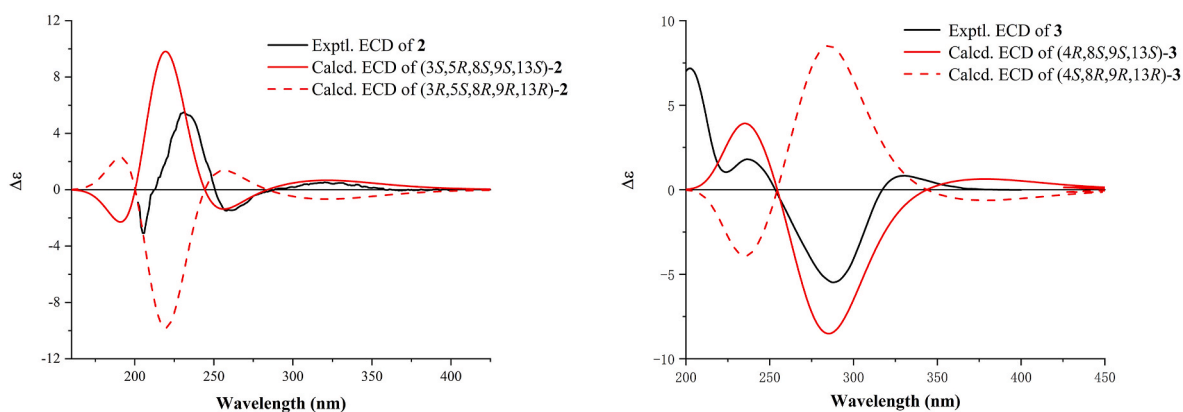 12
8
4
0
-4
-8
-12
Δε
Exptl. ECD of 2
Calcd. ECD of (3S,5R,8S,9S,13S)-2
Calcd. ECD of (3R,5S,8R,9R,13R)-2
200 250 300 350 400
Wavelength (nm)
10
5
0
-5
-10
Δε
Exptl. ECD of 3
Calcd. ECD of (4R,8S,9S,13S)-3
Calcd. ECD of (4S,8R,9R,13R)-3
200 250 300 350 400 450
Wavelength (nm)